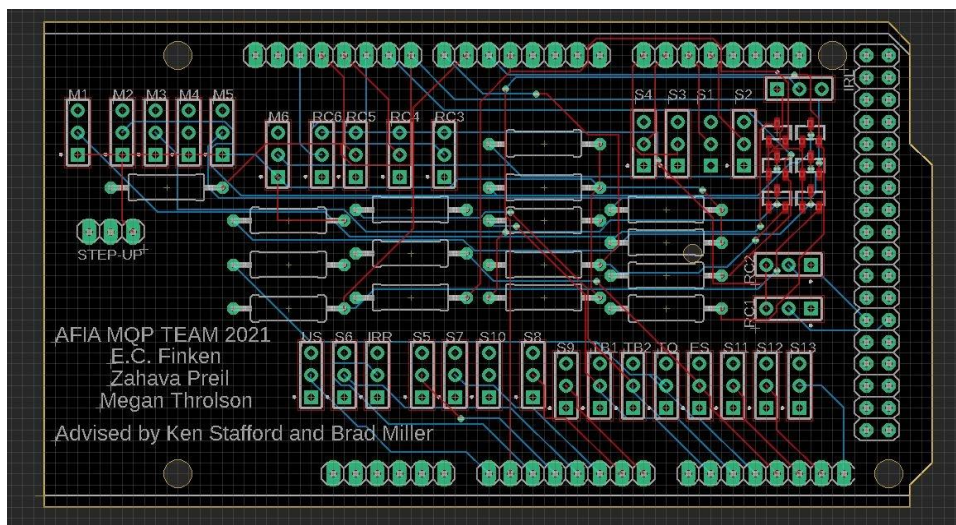 M1 M2 M3 M4 M5
M6 RC6 RC5 RC4 RC3
S4 S3 S1 S2
STEP-UP
RC2
RC1
US S6 IRR S5 S7 S10 S8
S9 TB1 TB2 TO ES S11 S12 S13
AFIA MQP TEAM 2021
E.C. Finken
Zahava Preil
Megan Throlson
Advised by Ken Stafford and Brad Miller